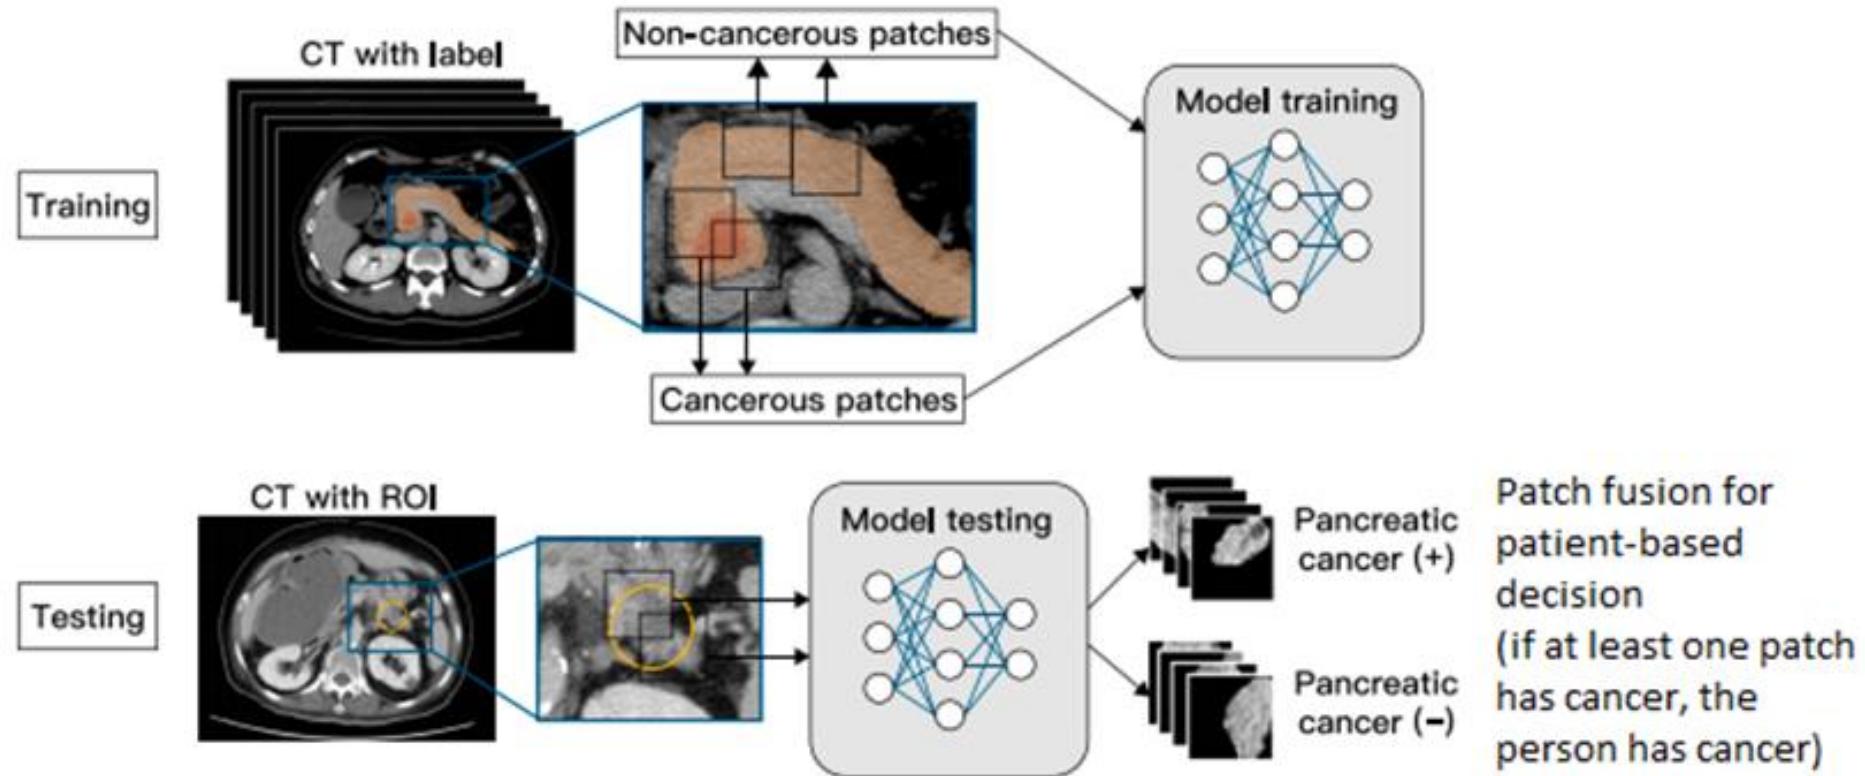 CT with label
Non-cancerous patches
Model training
Training
Cancerous patches
CT with ROI
Model testing
Testing
Pancreatic
cancer (+)
Pancreatic
cancer (−)
Patch fusion for
patient-based
decision
(if at least one patch
has cancer, the
person has cancer)